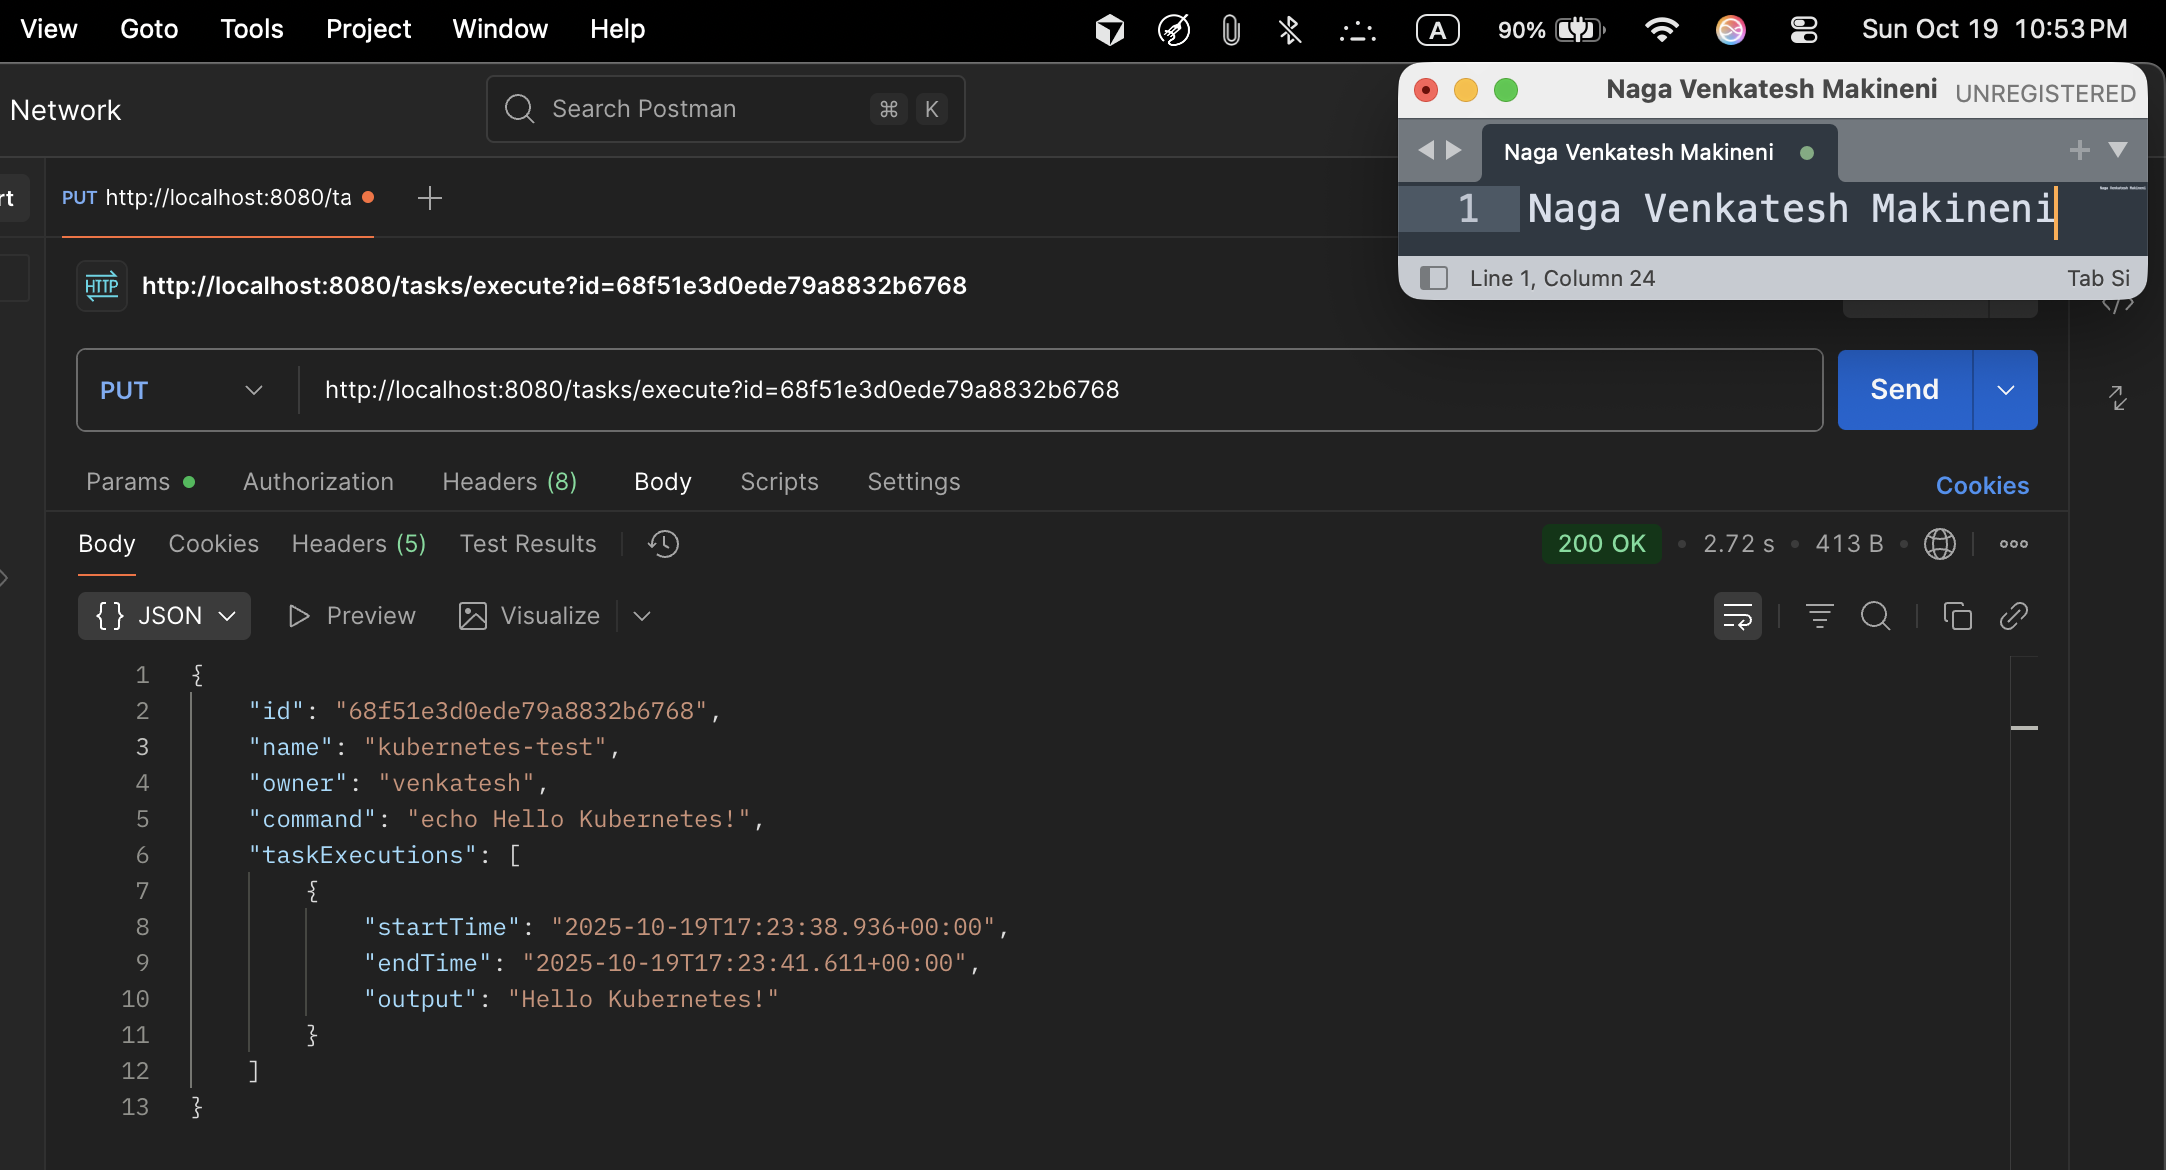 View Goto Tools Project Window Help A 90% Sun Oct 19 10:53 PM
Network
Search Postman ⌘ K
Naga Venkatesh Makineni UNREGISTERED
Naga Venkatesh Makineni
1 Naga Venkatesh Makineni
Line 1, Column 24 Tab Si
rt
PUT http://localhost:8080/ta
HTTP http://localhost:8080/tasks/execute?id=68f51e3d0ede79a8832b6768
PUT http://localhost:8080/tasks/execute?id=68f51e3d0ede79a8832b6768 Send
Params Authorization Headers (8) Body Scripts Settings Cookies
Body Cookies Headers (5) Test Results 200 OK 2.72 s 413 B
{} JSON Preview Visualize
1 {
2 "id": "68f51e3d0ede79a8832b6768",
3 "name": "kubernetes-test",
4 "owner": "venkatesh",
5 "command": "echo Hello Kubernetes!",
6 "taskExecutions": [
7 {
8 "startTime": "2025-10-19T17:23:38.936+00:00",
9 "endTime": "2025-10-19T17:23:41.611+00:00",
10 "output": "Hello Kubernetes!"
11 }
12 ]
13 }